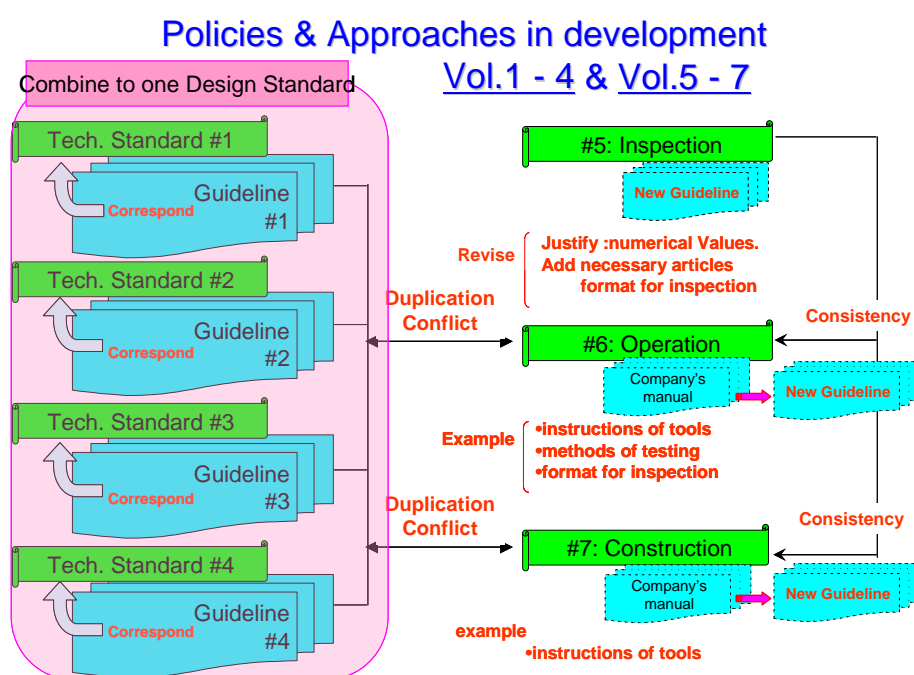 Policies & Approaches in development
Vol.1 - 4 & Vol.5 - 7
Combine to one Design Standard
Tech. Standard #1
Guideline
#1
Correspond
Tech. Standard #2
Guideline
#2
Correspond
Tech. Standard #3
Guideline
#3
Correspond
Tech. Standard #4
Guideline
#4
Correspond
Duplication
Conflict
Duplication
Conflict
#5: Inspection
New Guideline
Revise
Justify :numerical Values.
Add necessary articles
format for inspection
Consistency
#6: Operation
Company's
manual
New Guideline
Example
•instructions of tools
•methods of testing
•format for inspection
Consistency
#7: Construction
Company's
manual
New Guideline
example
•instructions of tools